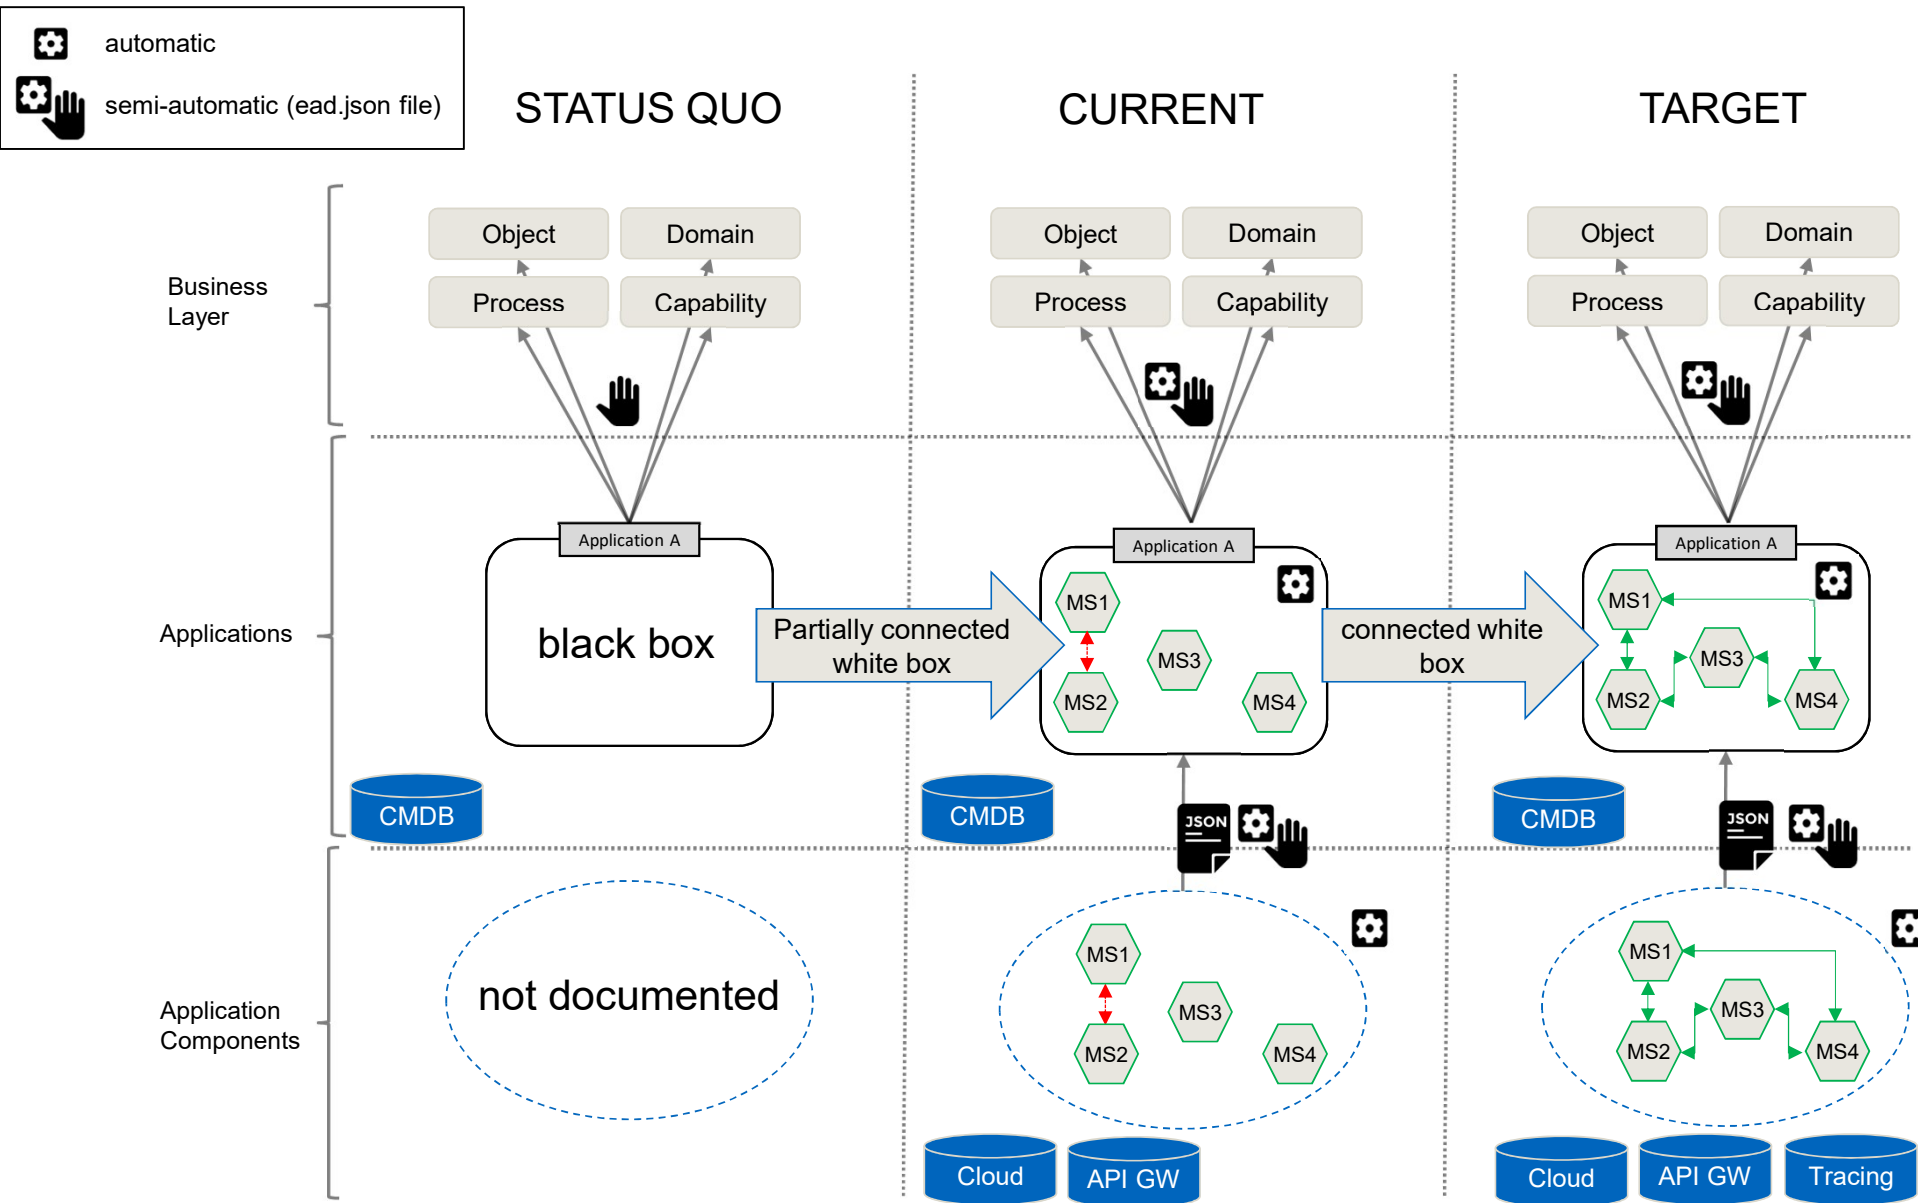 automatic
semi-automatic (ead.json file)
STATUS QUO
CURRENT
TARGET
Business
Layer
Object
Domain
Process
Capability
Object
Domain
Process
Capability
Object
Domain
Process
Capability
Applications
Application A
black box
Partially connected
white box
Application A
MS1
MS2
MS3
MS4
connected white
box
Application A
MS1
MS2
MS3
MS4
CMDB
CMDB
JSON
CMDB
JSON
Application
Components
not documented
MS1
MS2
MS3
MS4
MS1
MS2
MS3
MS4
Cloud
API GW
Cloud
API GW
Tracing